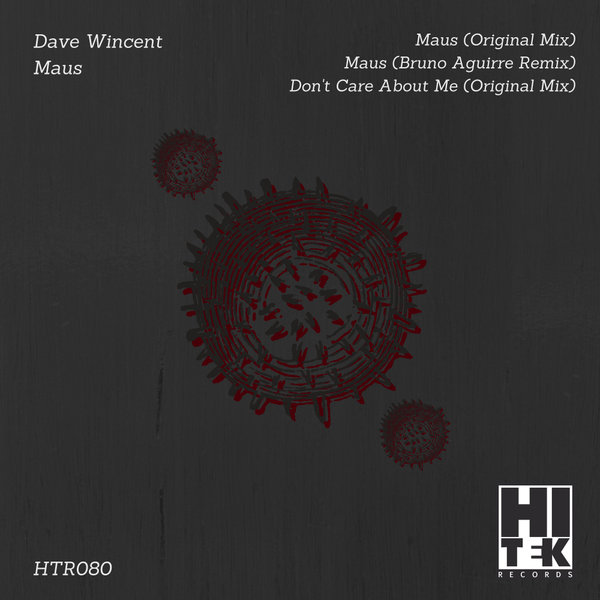 Dave Wincent
Maus
Maus (Original Mix)
Maus (Bruno Aguirre Remix)
Don't Care About Me (Original Mix)
HTR080
HI
TEK
RECORDS